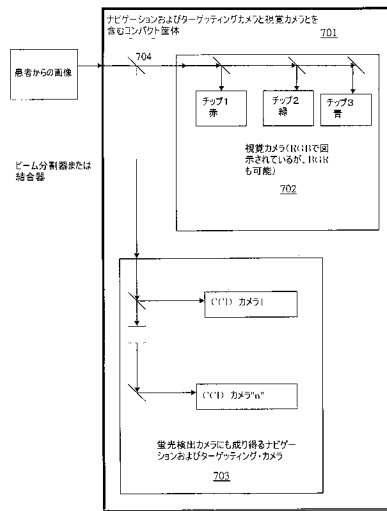 ナビゲーションおよびターゲッティングカメラと視覚カメラとを
含むコンパクト筐体
701
患者からの画像
704
チップ1
赤
チップ2
緑
チップ3
青
ビーム分割器または
結合器
視覚カメラ(RGBで図
示されているが、BGR
も可能)
702
CCD カメラ1
CCD カメラ"n"
蛍光検出カメラにも成り得るナビゲー
ションおよびターゲッティング・カメラ
703